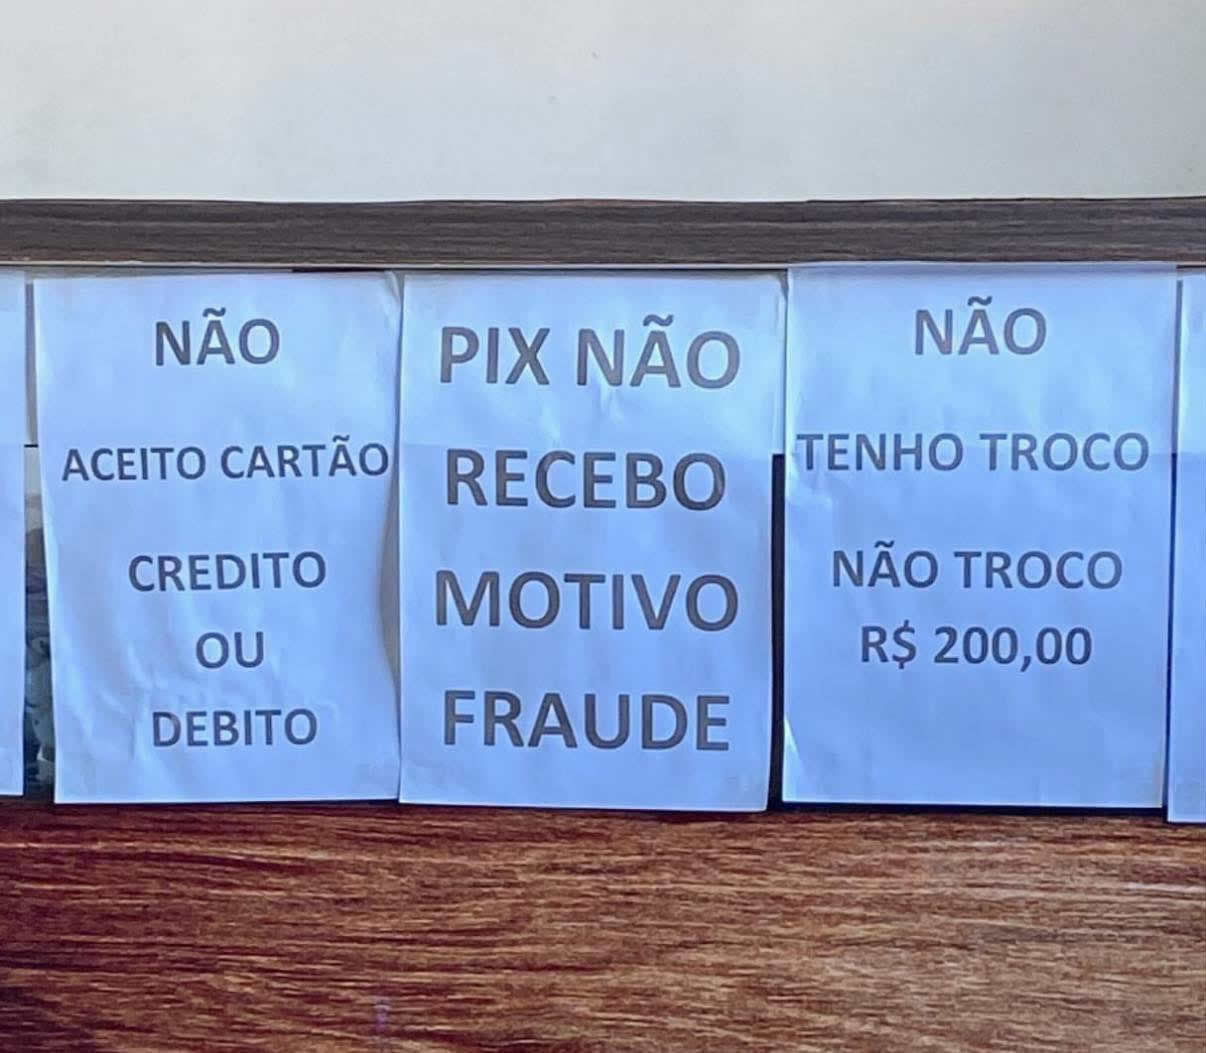 NÃO
ACEITO CARTÃO
CREDITO
OU
DEBITO
PIX NÃO
RECEBO
MOTIVO
FRAUDE
NÃO
TENHO TROCO
NÃO TROCO
R$ 200,00